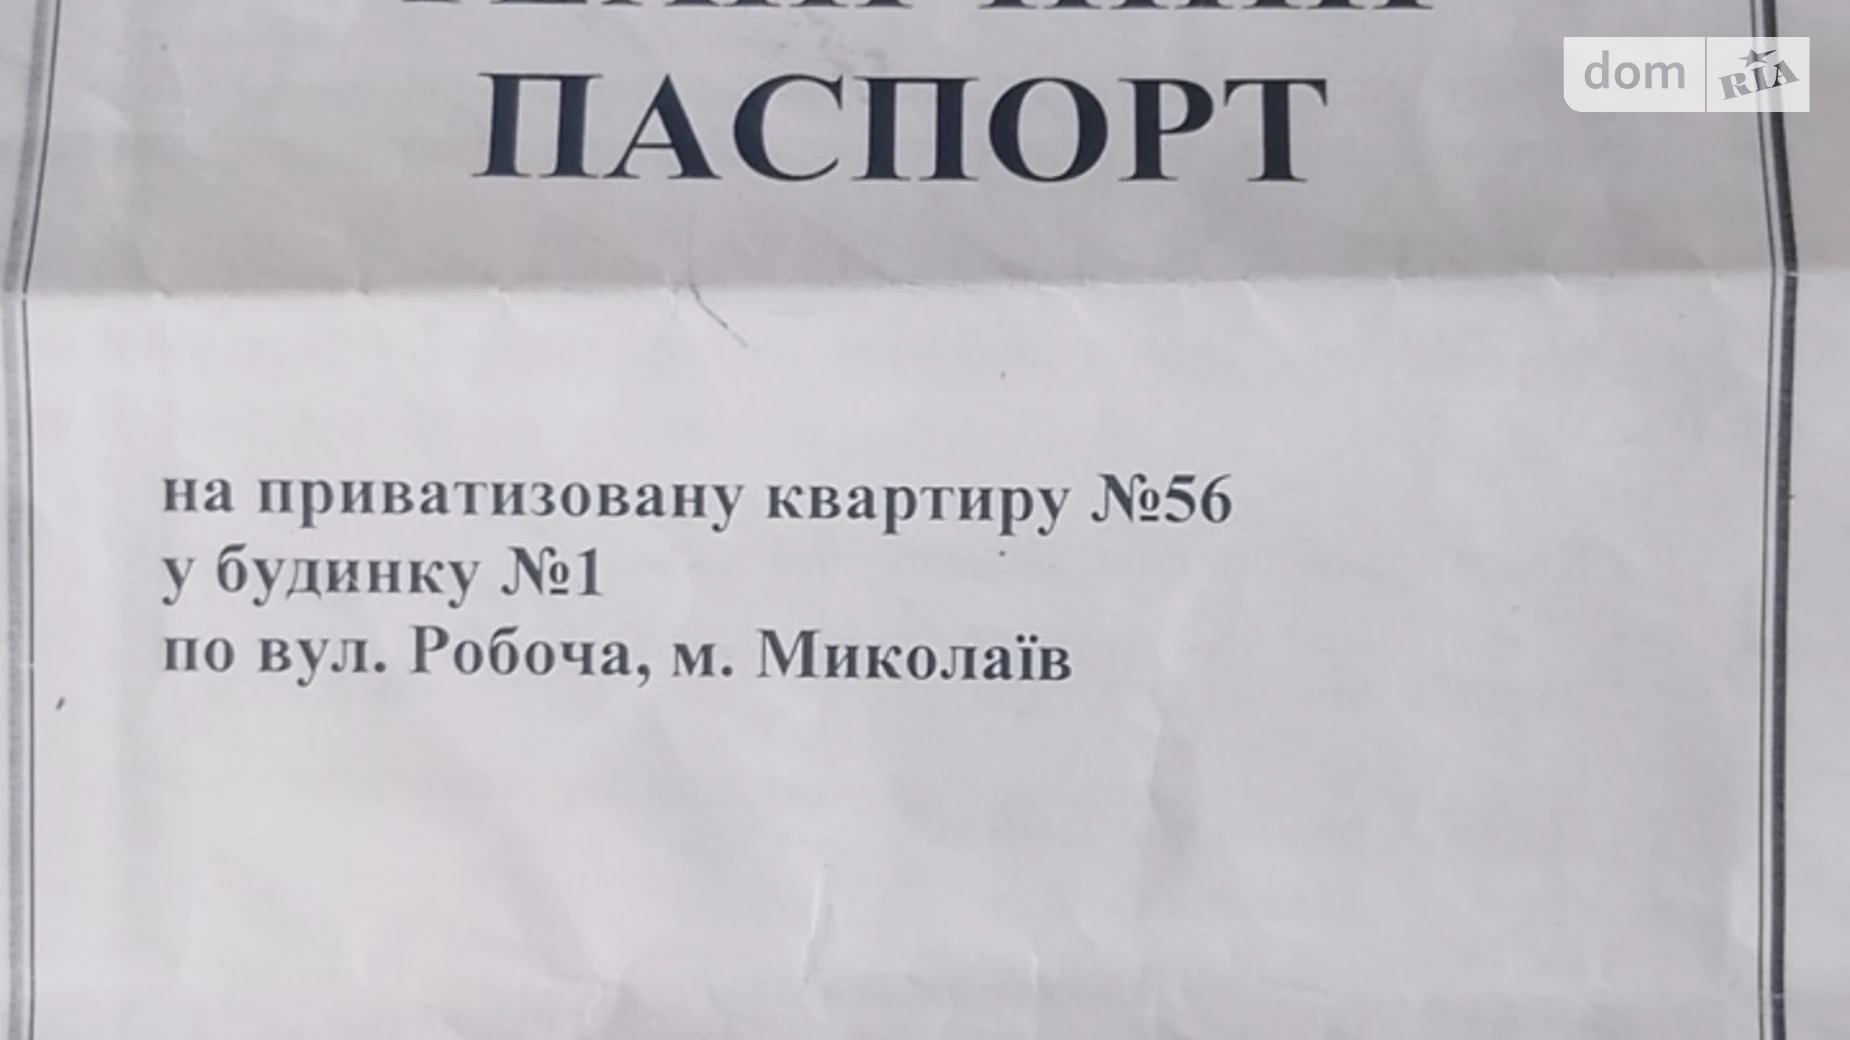 ПАСПОРТ
dom RIA
на приватизовану квартиру №56
у будинку №1
по вул. Робоча, м. Миколаїв